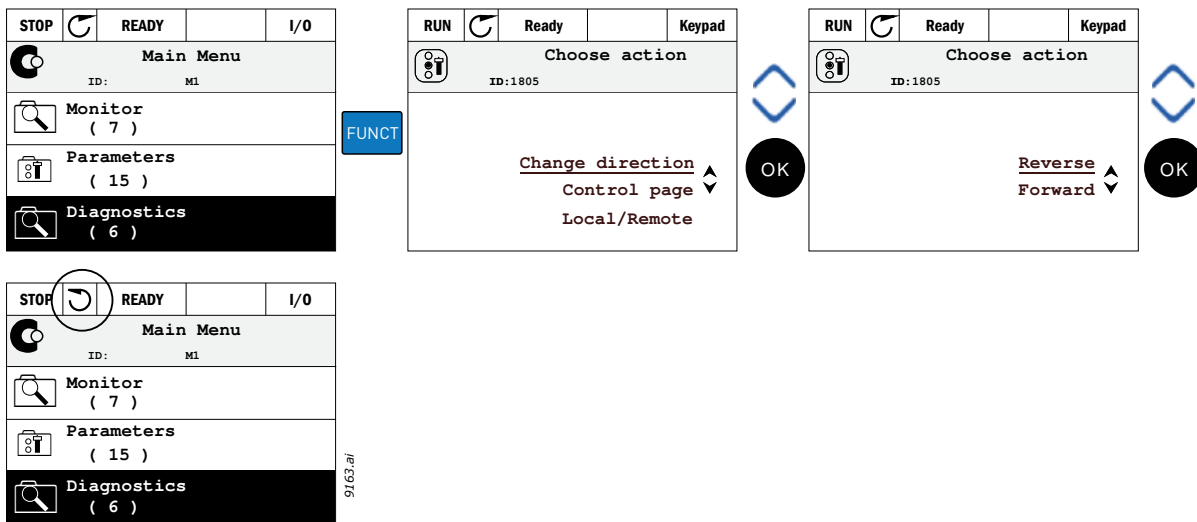 STOP READY I/O
Main Menu
ID: M1
Monitor
( 7 )
Parameters
( 15 )
Diagnostics
( 6 )
FUNCT
RUN Ready Keypad
Choose action
ID:1805
Change direction
Control page
Local/Remote
OK
RUN Ready Keypad
Choose action
ID:1805
Reverse
Forward
OK
STOP READY I/O
Main Menu
ID: M1
Monitor
( 7 )
Parameters
( 15 )
Diagnostics
( 6 )
9163.ai